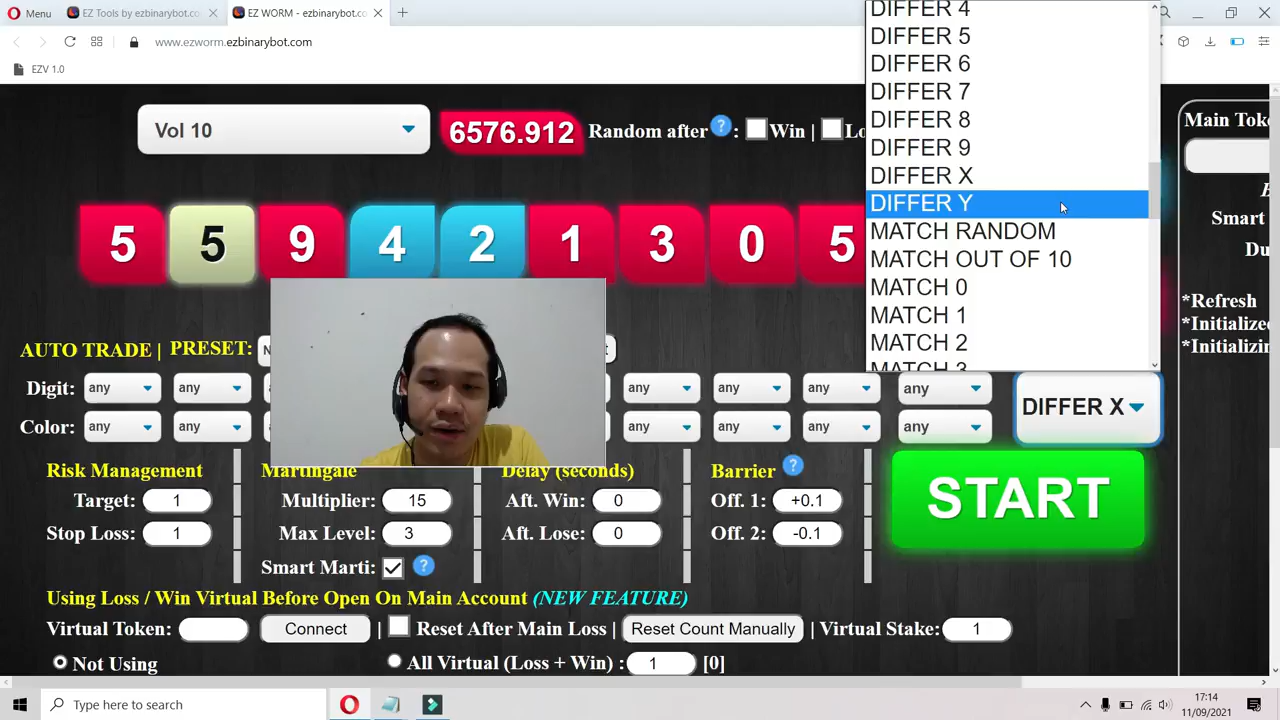 Menu
EZ Tools by ezbinarybot.co
EZ WORM - ezbinarybot.co
www.ezworm.ezbinarybot.com
EZV 1.0
DIFFER 4
DIFFER 5
DIFFER 6
DIFFER 7
DIFFER 8
DIFFER 9
DIFFER X
DIFFER Y
MATCH RANDOM
MATCH OUT OF 10
MATCH 0
MATCH 1
MATCH 2
MATCH 3
Vol 10
6576.912
Random after ? : Win | Lo
Main Tok
5 5 9 4 2 1 3 0 5
Smart
Du
*Refresh
*Initialize
*Initializin
AUTO TRADE | PRESET: N
Digit: any any any any any any
Color: any any any any any any
DIFFER X
Risk Management
Target: 1
Stop Loss: 1
Martingale
Multiplier: 15
Max Level: 3
Smart Marti: ?
Delay (seconds)
Aft. Win: 0
Aft. Lose: 0
Barrier ?
Off. 1: +0.1
Off. 2: -0.1
START
Using Loss / Win Virtual Before Open On Main Account (NEW FEATURE)
Virtual Token: Connect | Reset After Main Loss | Reset Count Manually | Virtual Stake: 1
Not Using All Virtual (Loss + Win) : 1 [0]
Type here to search
17:14
11/09/2021